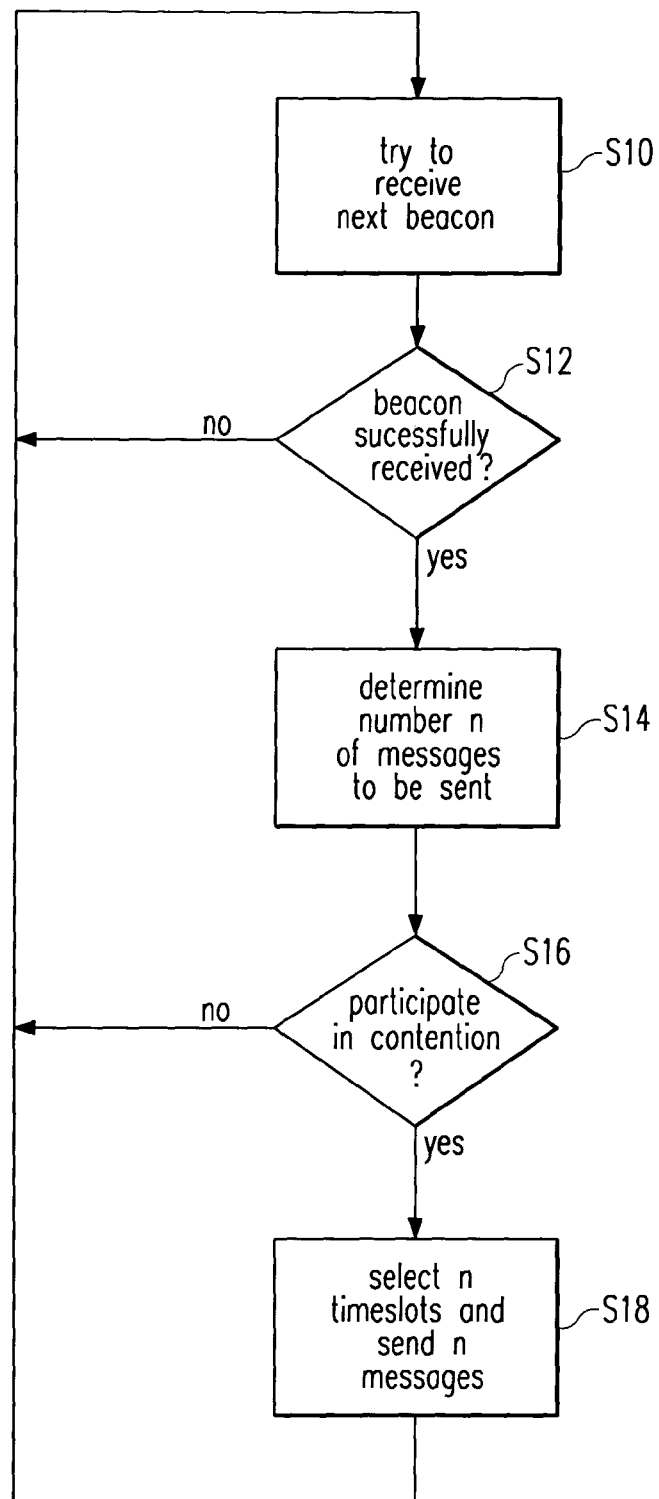 try to
receive
next beacon
S10
S12
beacon
sucessfully
received?
no
yes
determine
number n
of messages
to be sent
S14
S16
participate
in contention
?
no
yes
select n
timeslots and
send n
messages
S18